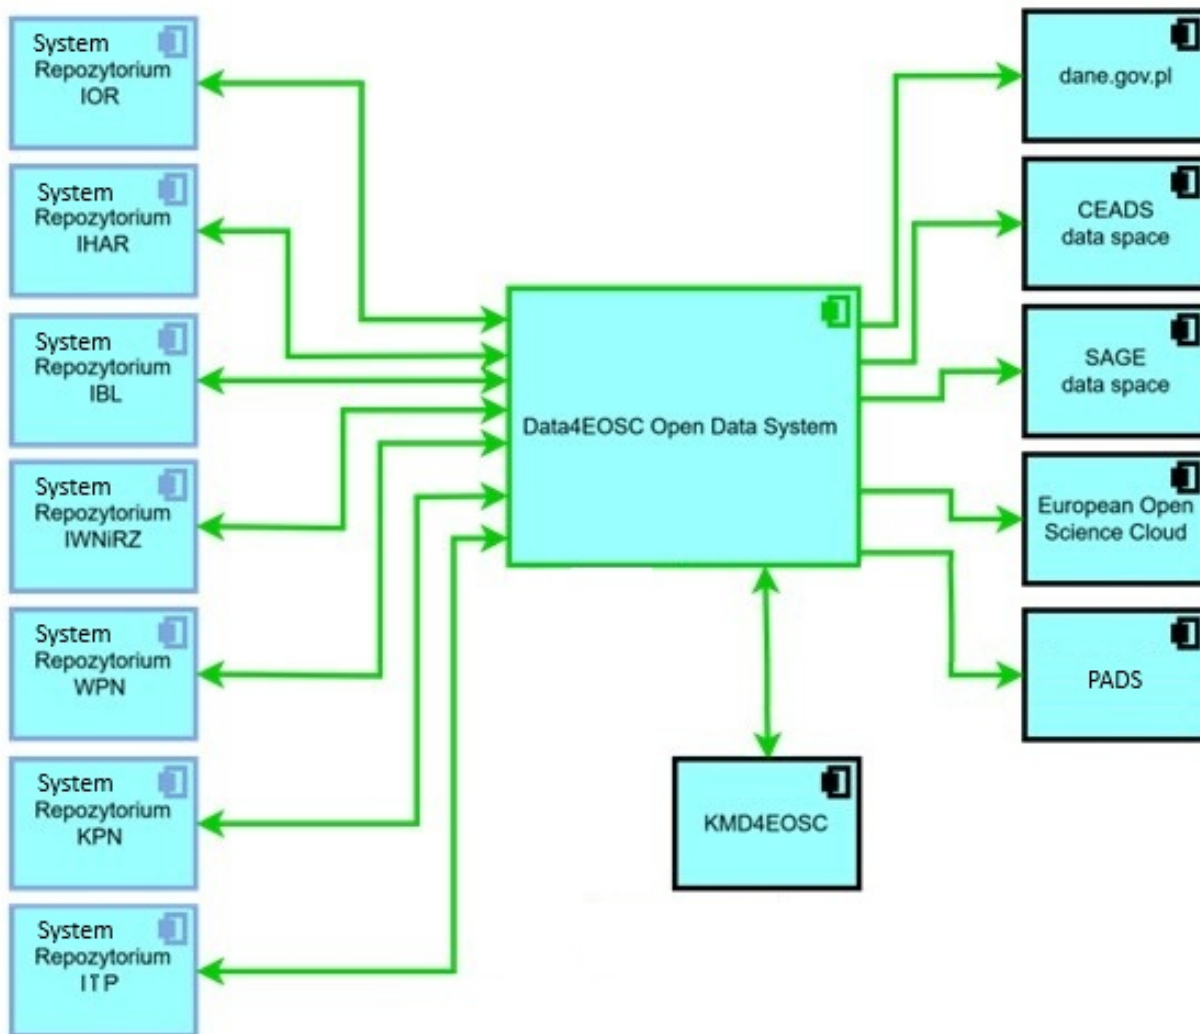 System
Repozytorium
IOR
System
Repozytorium
IHAR
System
Repozytorium
IBL
System
Repozytorium
IWNiRZ
System
Repozytorium
WPN
System
Repozytorium
KPN
System
Repozytorium
ITP
Data4EOSC Open Data System
KMD4EOSC
dane.gov.pl
CEADS
data space
SAGE
data space
European Open
Science Cloud
PADS